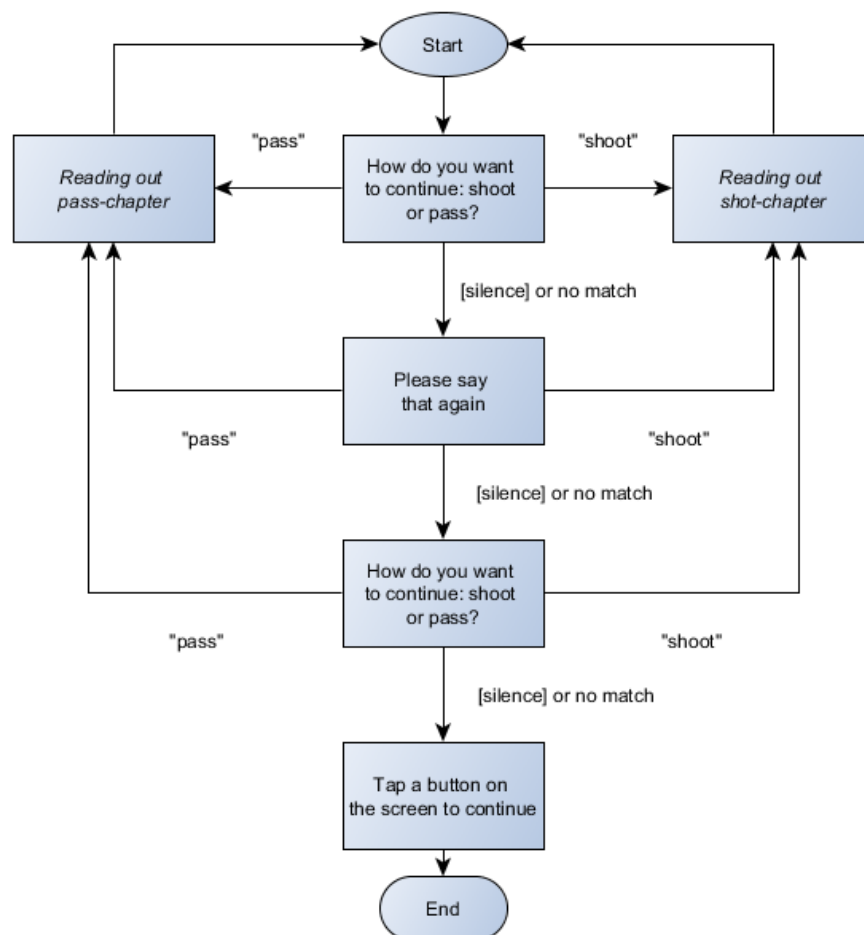 Start
"pass"
"shoot"
Reading out
pass-chapter
How do you want
to continue: shoot
or pass?
Reading out
shot-chapter
[silence] or no match
Please say
that again
"pass"
"shoot"
[silence] or no match
How do you want
to continue: shoot
or pass?
"pass"
"shoot"
[silence] or no match
Tap a button on
the screen to continue
End